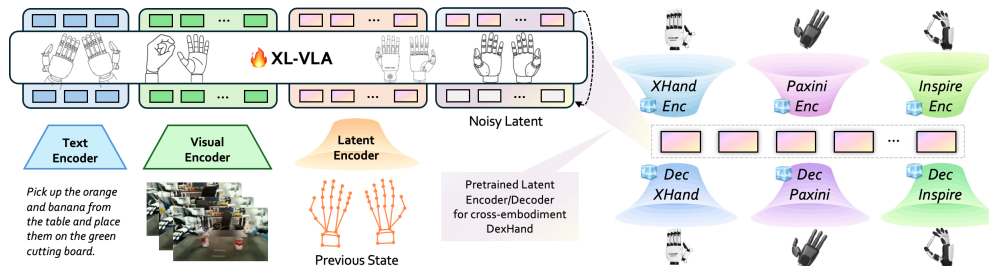 XL-VLA
Noisy Latent
Text
Encoder
Visual
Encoder
Latent
Encoder
Pick up the orange
and banana from
the table and place
them on the green
cutting board.
Previous State
Pretrained Latent
Encoder/Decoder
for cross-embodiment
DexHand
XHand
Enc
Paxini
Enc
Inspire
Enc
...
Dec
XHand
Dec
Paxini
Dec
Inspire